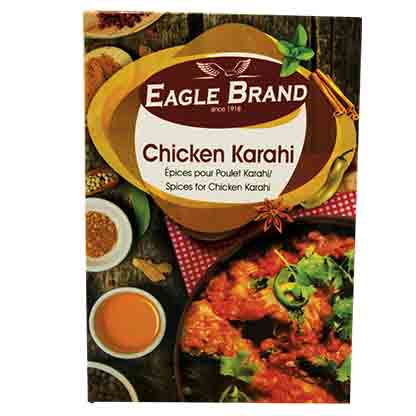 EAGLE BRAND
since 1918
Chicken Karahi
Épices pour Poulet Karahi/
Spices for Chicken Karahi